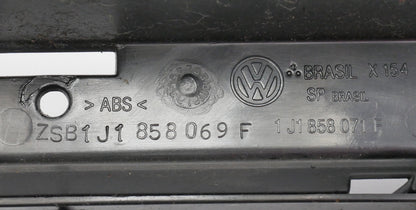 BRASIL X 154
> ABS <
SP BRASIL
ZSB 1J1 858 069 F
1J1 858 071 F